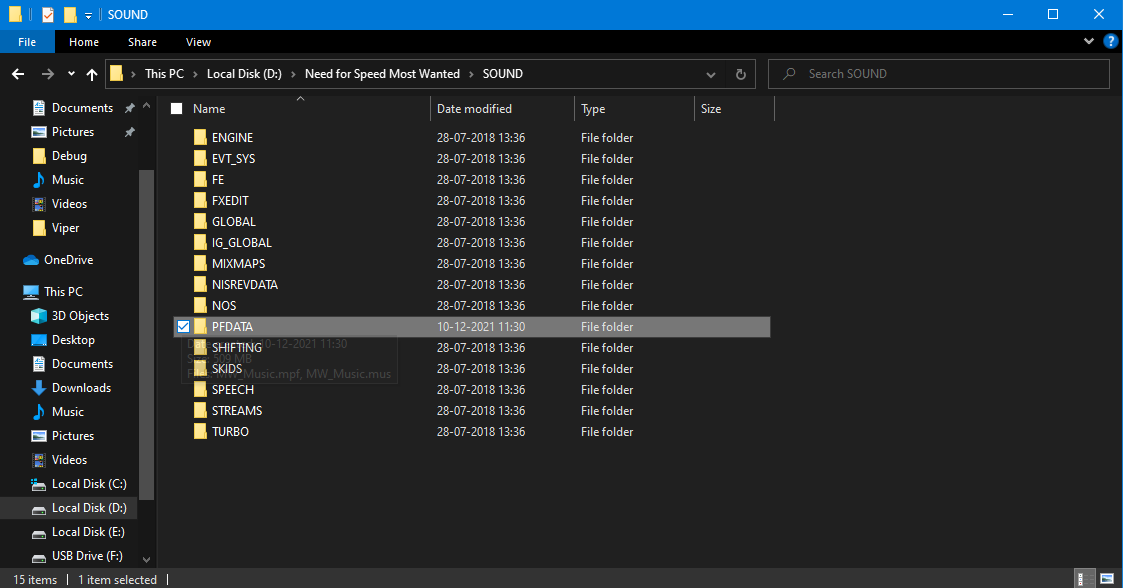 SOUND
File Home Share View
This PC Local Disk (D:) Need for Speed Most Wanted SOUND Search SOUND
Documents
Pictures
Debug
Music
Videos
Viper
OneDrive
This PC
3D Objects
Desktop
Documents
Downloads
Music
Pictures
Videos
Local Disk (C:)
Local Disk (D:)
Local Disk (E:)
USB Drive (F:)
Name Date modified Type Size
ENGINE 28-07-2018 13:36 File folder
EVT_SYS 28-07-2018 13:36 File folder
FE 28-07-2018 13:36 File folder
FXEDIT 28-07-2018 13:36 File folder
GLOBAL 28-07-2018 13:36 File folder
IG_GLOBAL 28-07-2018 13:36 File folder
MIXMAPS 28-07-2018 13:36 File folder
NISREVDATA 28-07-2018 13:36 File folder
NOS 28-07-2018 13:36 File folder
PFDATA 10-12-2021 11:30 File folder
SHIFTING 28-07-2018 13:36 File folder
SKIDS 28-07-2018 13:36 File folder
SPEECH 28-07-2018 13:36 File folder
STREAMS 28-07-2018 13:36 File folder
TURBO 28-07-2018 13:36 File folder
10-12-2021 11:30
509 MB
MW_Music.mpf, MW_Music.mus
15 items 1 item selected